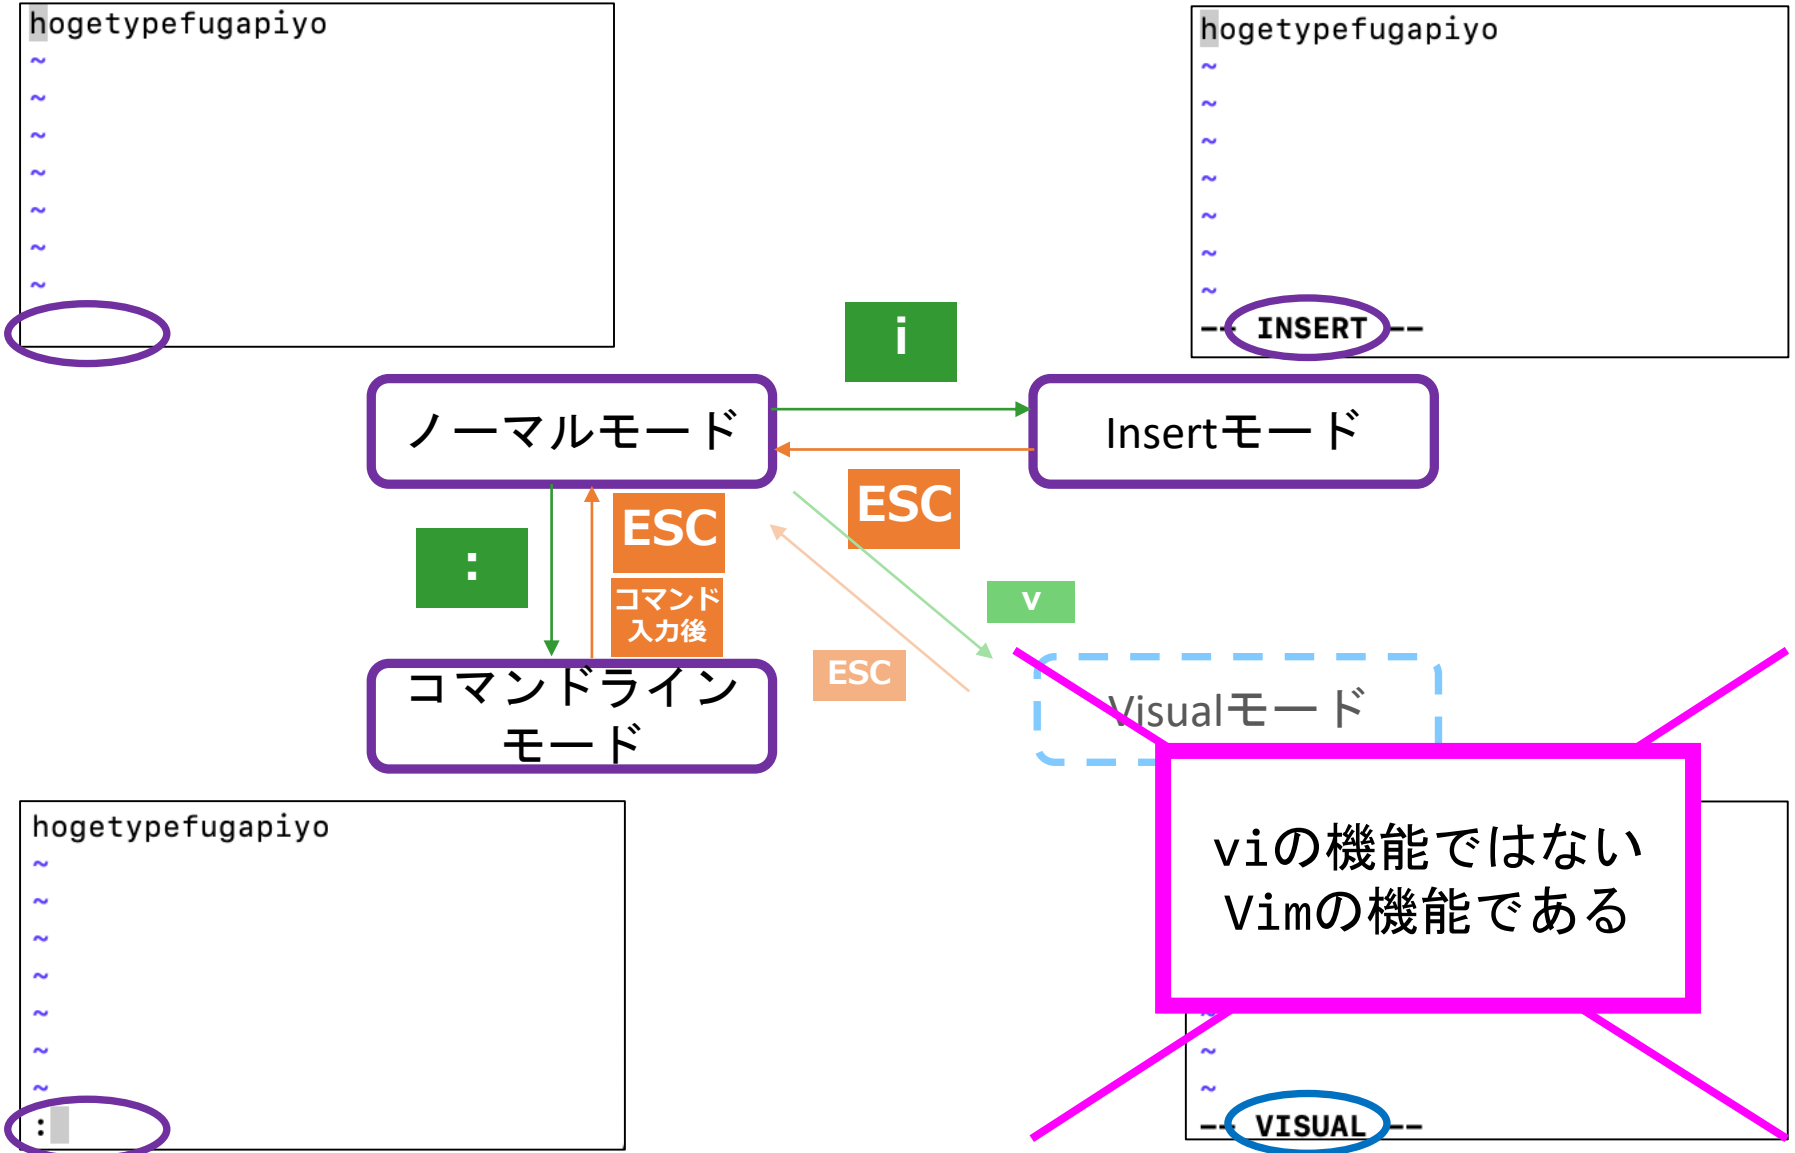 hogetypefugapiyo
~
~
~
~
~
~
~
hogetypefugapiyo
~
~
~
~
~
~
~
-- INSERT --
i
ノーマルモード
Insertモード
ESC
ESC
:
コマンド
入力後
v
ESC
コマンドライン
モード
Visualモード
hogetypefugapiyo
~
~
~
~
~
~
~
:
viの機能ではない
Vimの機能である
~
~
~
-- VISUAL --